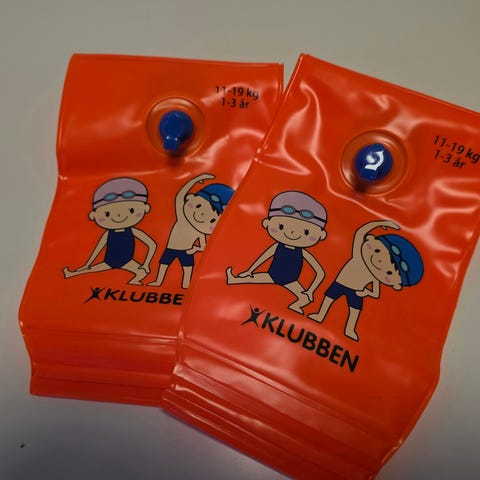 11-19 kg
1-3 år
KLUBBEN
11-19 kg
1-3 år
KLUBBEN